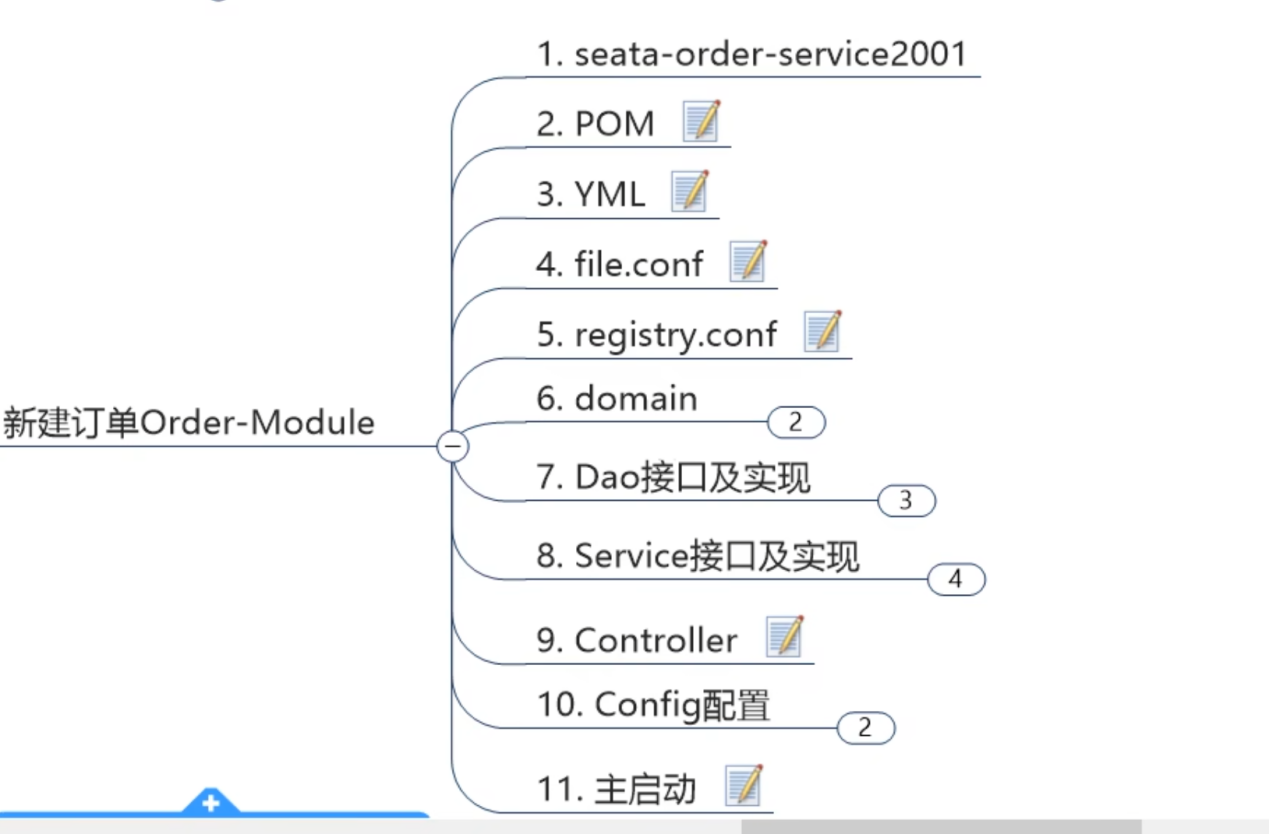 1. seata-order-service2001
2. POM
3. YML
4. file.conf
5. registry.conf
6. domain
2
新建订单Order-Module
7. Dao接口及实现
3
8. Service接口及实现
4
9. Controller
10. Config配置
2
11. 主启动